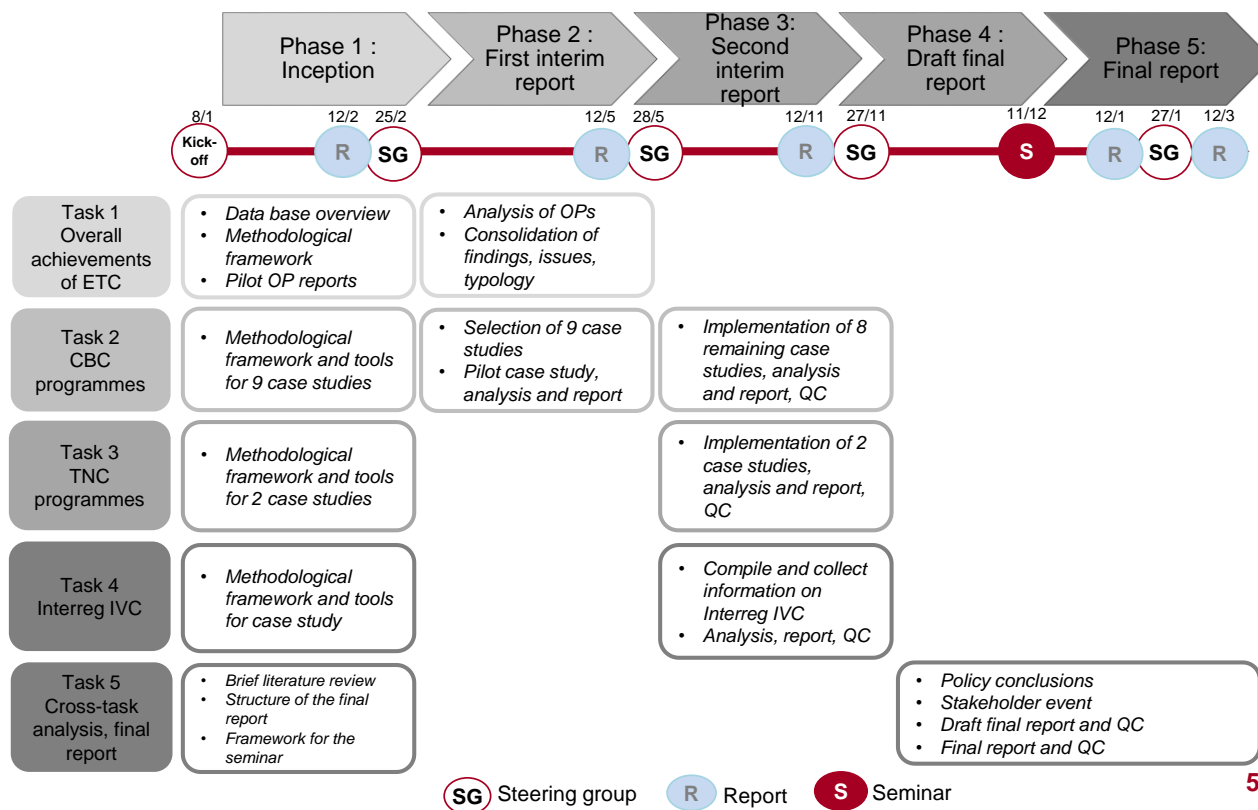 Phase 1 :
Inception
Phase 2 :
First interim
report
Phase 3:
Second
interim
report
Phase 4 :
Draft final
report
Phase 5:
Final report
8/1
12/2
25/2
12/5
28/5
12/11
27/11
11/12
12/1
27/1
12/3
Kick-
off
R
SG
R
SG
R
SG
S
R
SG
R
Task 1
Overall
achievements
of ETC
• Data base overview
• Methodological
framework
• Pilot OP reports
• Analysis of OPs
• Consolidation of
findings, issues,
typology
Task 2
CBC
programmes
• Methodological
framework and tools
for 9 case studies
• Selection of 9 case
studies
• Pilot case study,
analysis and report
• Implementation of 8
remaining case
studies, analysis
and report, QC
Task 3
TNC
programmes
• Methodological
framework and tools
for 2 case studies
• Implementation of 2
case studies,
analysis and report,
QC
Task 4
Interreg IVC
• Methodological
framework and tools
for case study
• Compile and collect
information on
Interreg IVC
• Analysis, report, QC
Task 5
Cross-task
analysis, final
report
• Brief literature review
• Structure of the final
report
• Framework for the
seminar
• Policy conclusions
• Stakeholder event
• Draft final report and QC
• Final report and QC
SG Steering group
R Report
S Seminar
5